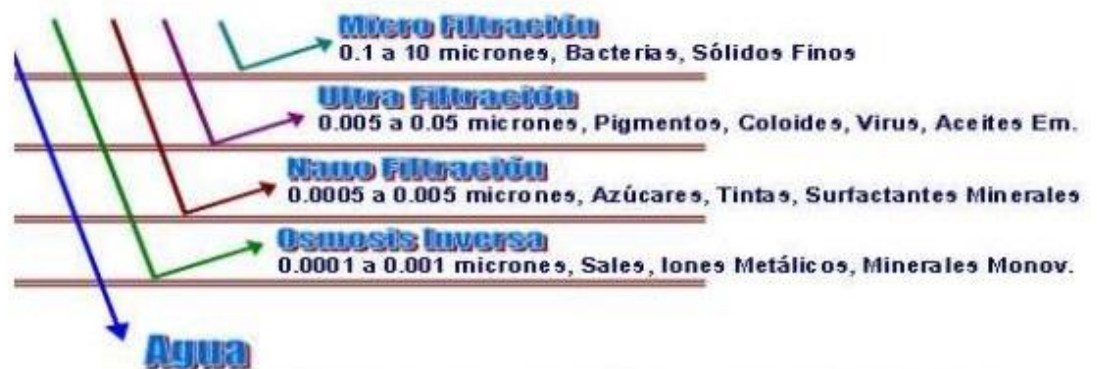 Micro Filtración
0.1 a 10 micrones, Bacterias, Sólidos Finos
Ultra Filtración
0.005 a 0.05 micrones, Pigmentos, Coloides, Virus, Aceites Em.
Nano Filtración
0.0005 a 0.005 micrones, Azúcares, Tintas, Surfactantes Minerales
Osmosis Inversa
0.0001 a 0.001 micrones, Sales, Iones Metálicos, Minerales Monov.
Agua